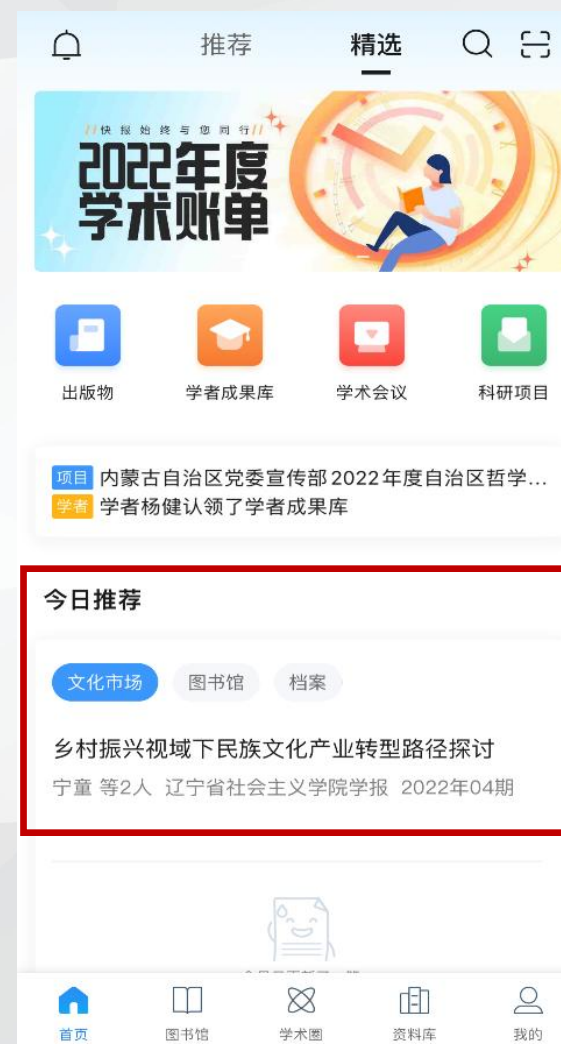 推荐 精选
快报始终与您同行
2022年度
学术账单
出版物 学者成果库 学术会议 科研项目
项目 内蒙古自治区党委宣传部2022年度自治区哲学...
学者 学者杨健认领了学者成果库
今日推荐
文化市场 图书馆 档案
乡村振兴视域下民族文化产业转型路径探讨
宁童 等2人 辽宁省社会主义学院学报 2022年04期
首页 图书馆 学术圈 资料库 我的